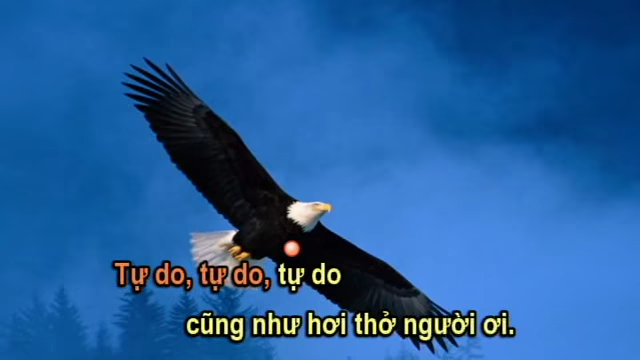 Tự do, tự do, tự do
cũng như hơi thở người ơi.